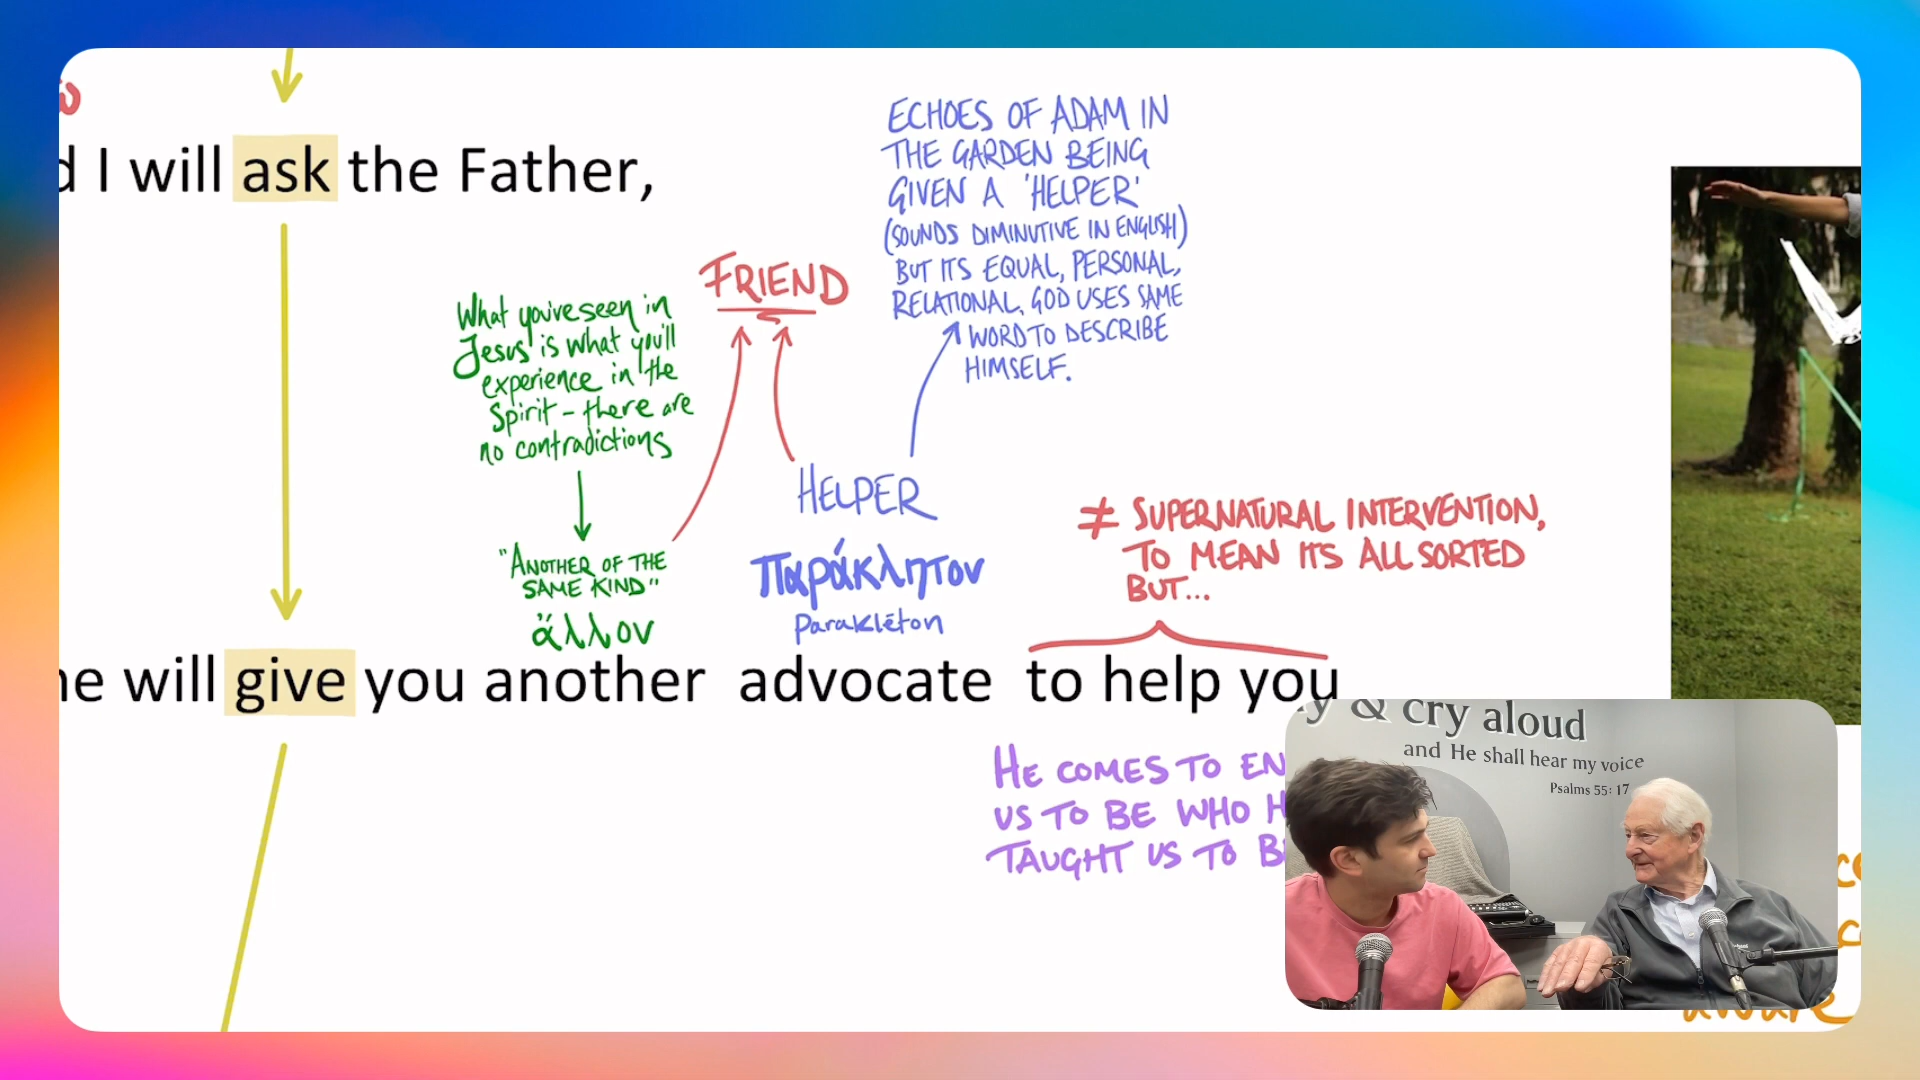 I will ask the Father,
ECHOES OF ADAM IN
THE GARDEN BEING
GIVEN A 'HELPER'
(SOUNDS DIMINUTIVE IN ENGLISH)
BUT ITS EQUAL, PERSONAL,
RELATIONAL. GOD USES SAME
WORD TO DESCRIBE
HIMSELF.
FRIEND
What you've seen in
Jesus is what you'll
experience in the
Spirit - there are
no contradictions
HELPER
"ANOTHER OF THE
SAME KIND"
ἄλλον
παράκλητον
paraklēton
≠ SUPERNATURAL INTERVENTION,
TO MEAN ITS ALL SORTED
BUT...
will give you another advocate to help you
HE COMES TO
US TO BE WHO
TAUGHT US TO
& cry aloud
and He shall hear my voice
Psalms 55:17
aware